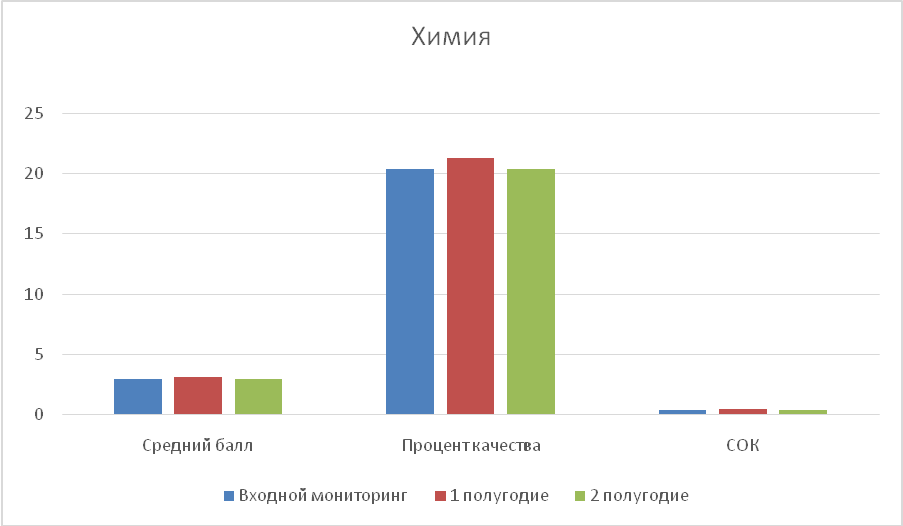 Химия
25
20
15
10
5
0
Средний балл
Процент качества
СОК
Входной мониторинг 1 полугодие 2 полугодие